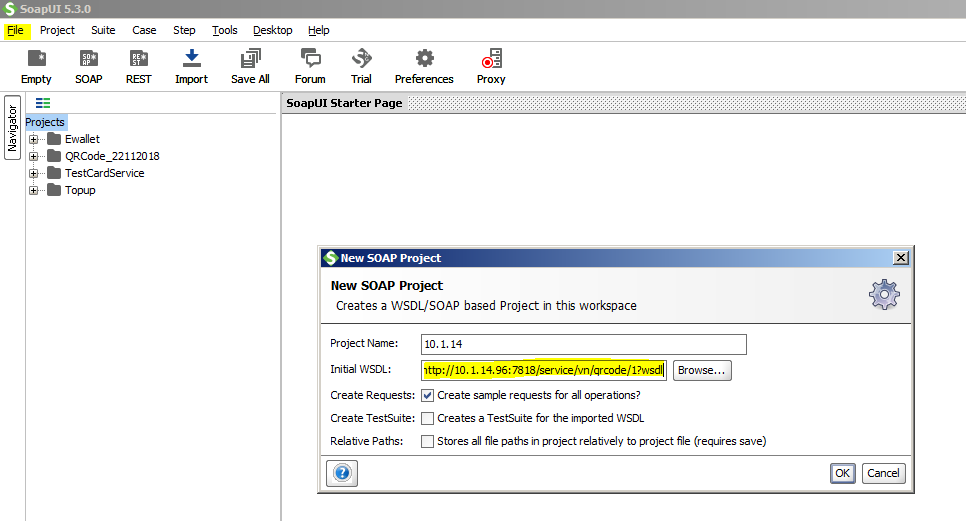 SoapUI 5.3.0
File Project Suite Case Step Tools Desktop Help
SO AP RE ST
Empty SOAP REST Import Save All Forum Trial Preferences Proxy
Navigator
SoapUI Starter Page
Projects
Ewallet
QRCode_22112018
TestCardService
Topup
New SOAP Project
New SOAP Project
Creates a WSDL/SOAP based Project in this workspace
Project Name: 10.1.14
Initial WSDL: http://10.1.14.96:7818/service/vn/qrcode/1?wsdl Browse...
Create Requests: Create sample requests for all operations?
Create TestSuite: Creates a TestSuite for the imported WSDL
Relative Paths: Stores all file paths in project relatively to project file (requires save)
? OK Cancel